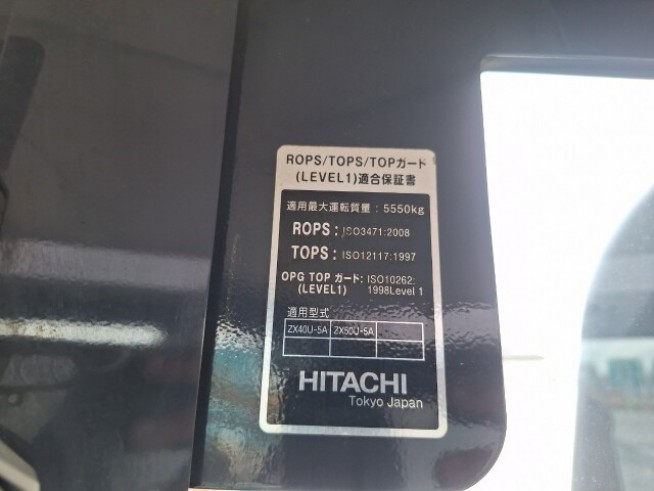 ROPS/TOPS/TOPガード
(LEVEL1)適合保証書
適用最大運転質量：5550kg
ROPS：ISO3471:2008
TOPS：ISO12117:1997
OPG TOP ガード：ISO10262:
(LEVEL1) 1998Level 1
適用型式
ZX40U-5A ZX50U-5A
HITACHI
Tokyo Japan